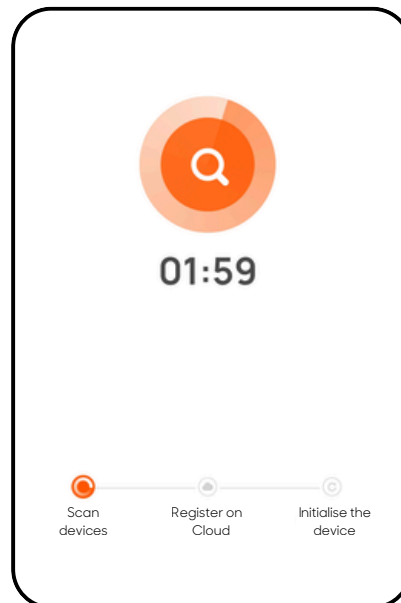 01:59
Scan
devices
Register on
Cloud
Initialise the
device